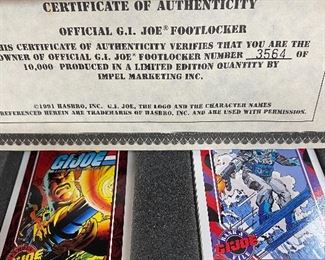 CERTIFICATE OF AUTHENTICITY
OFFICIAL G.I. JOE® FOOTLOCKER
THIS CERTIFICATE OF AUTHENTICITY VERIFIES THAT YOU ARE THE
OWNER OF OFFICIAL G.I. JOE® FOOTLOCKER NUMBER 3564 OF
10,000 PRODUCED IN A LIMITED EDITION QUANTITY BY
IMPEL MARKETING INC.
©1991 HASBRO, INC. G.I. JOE, THE LOGO AND THE CHARACTER NAMES
REFERENCED HEREIN ARE TRADEMARKS OF HASBRO, INC. AND ARE USED WITH PERMISSION.
GI JOE
GI JOE